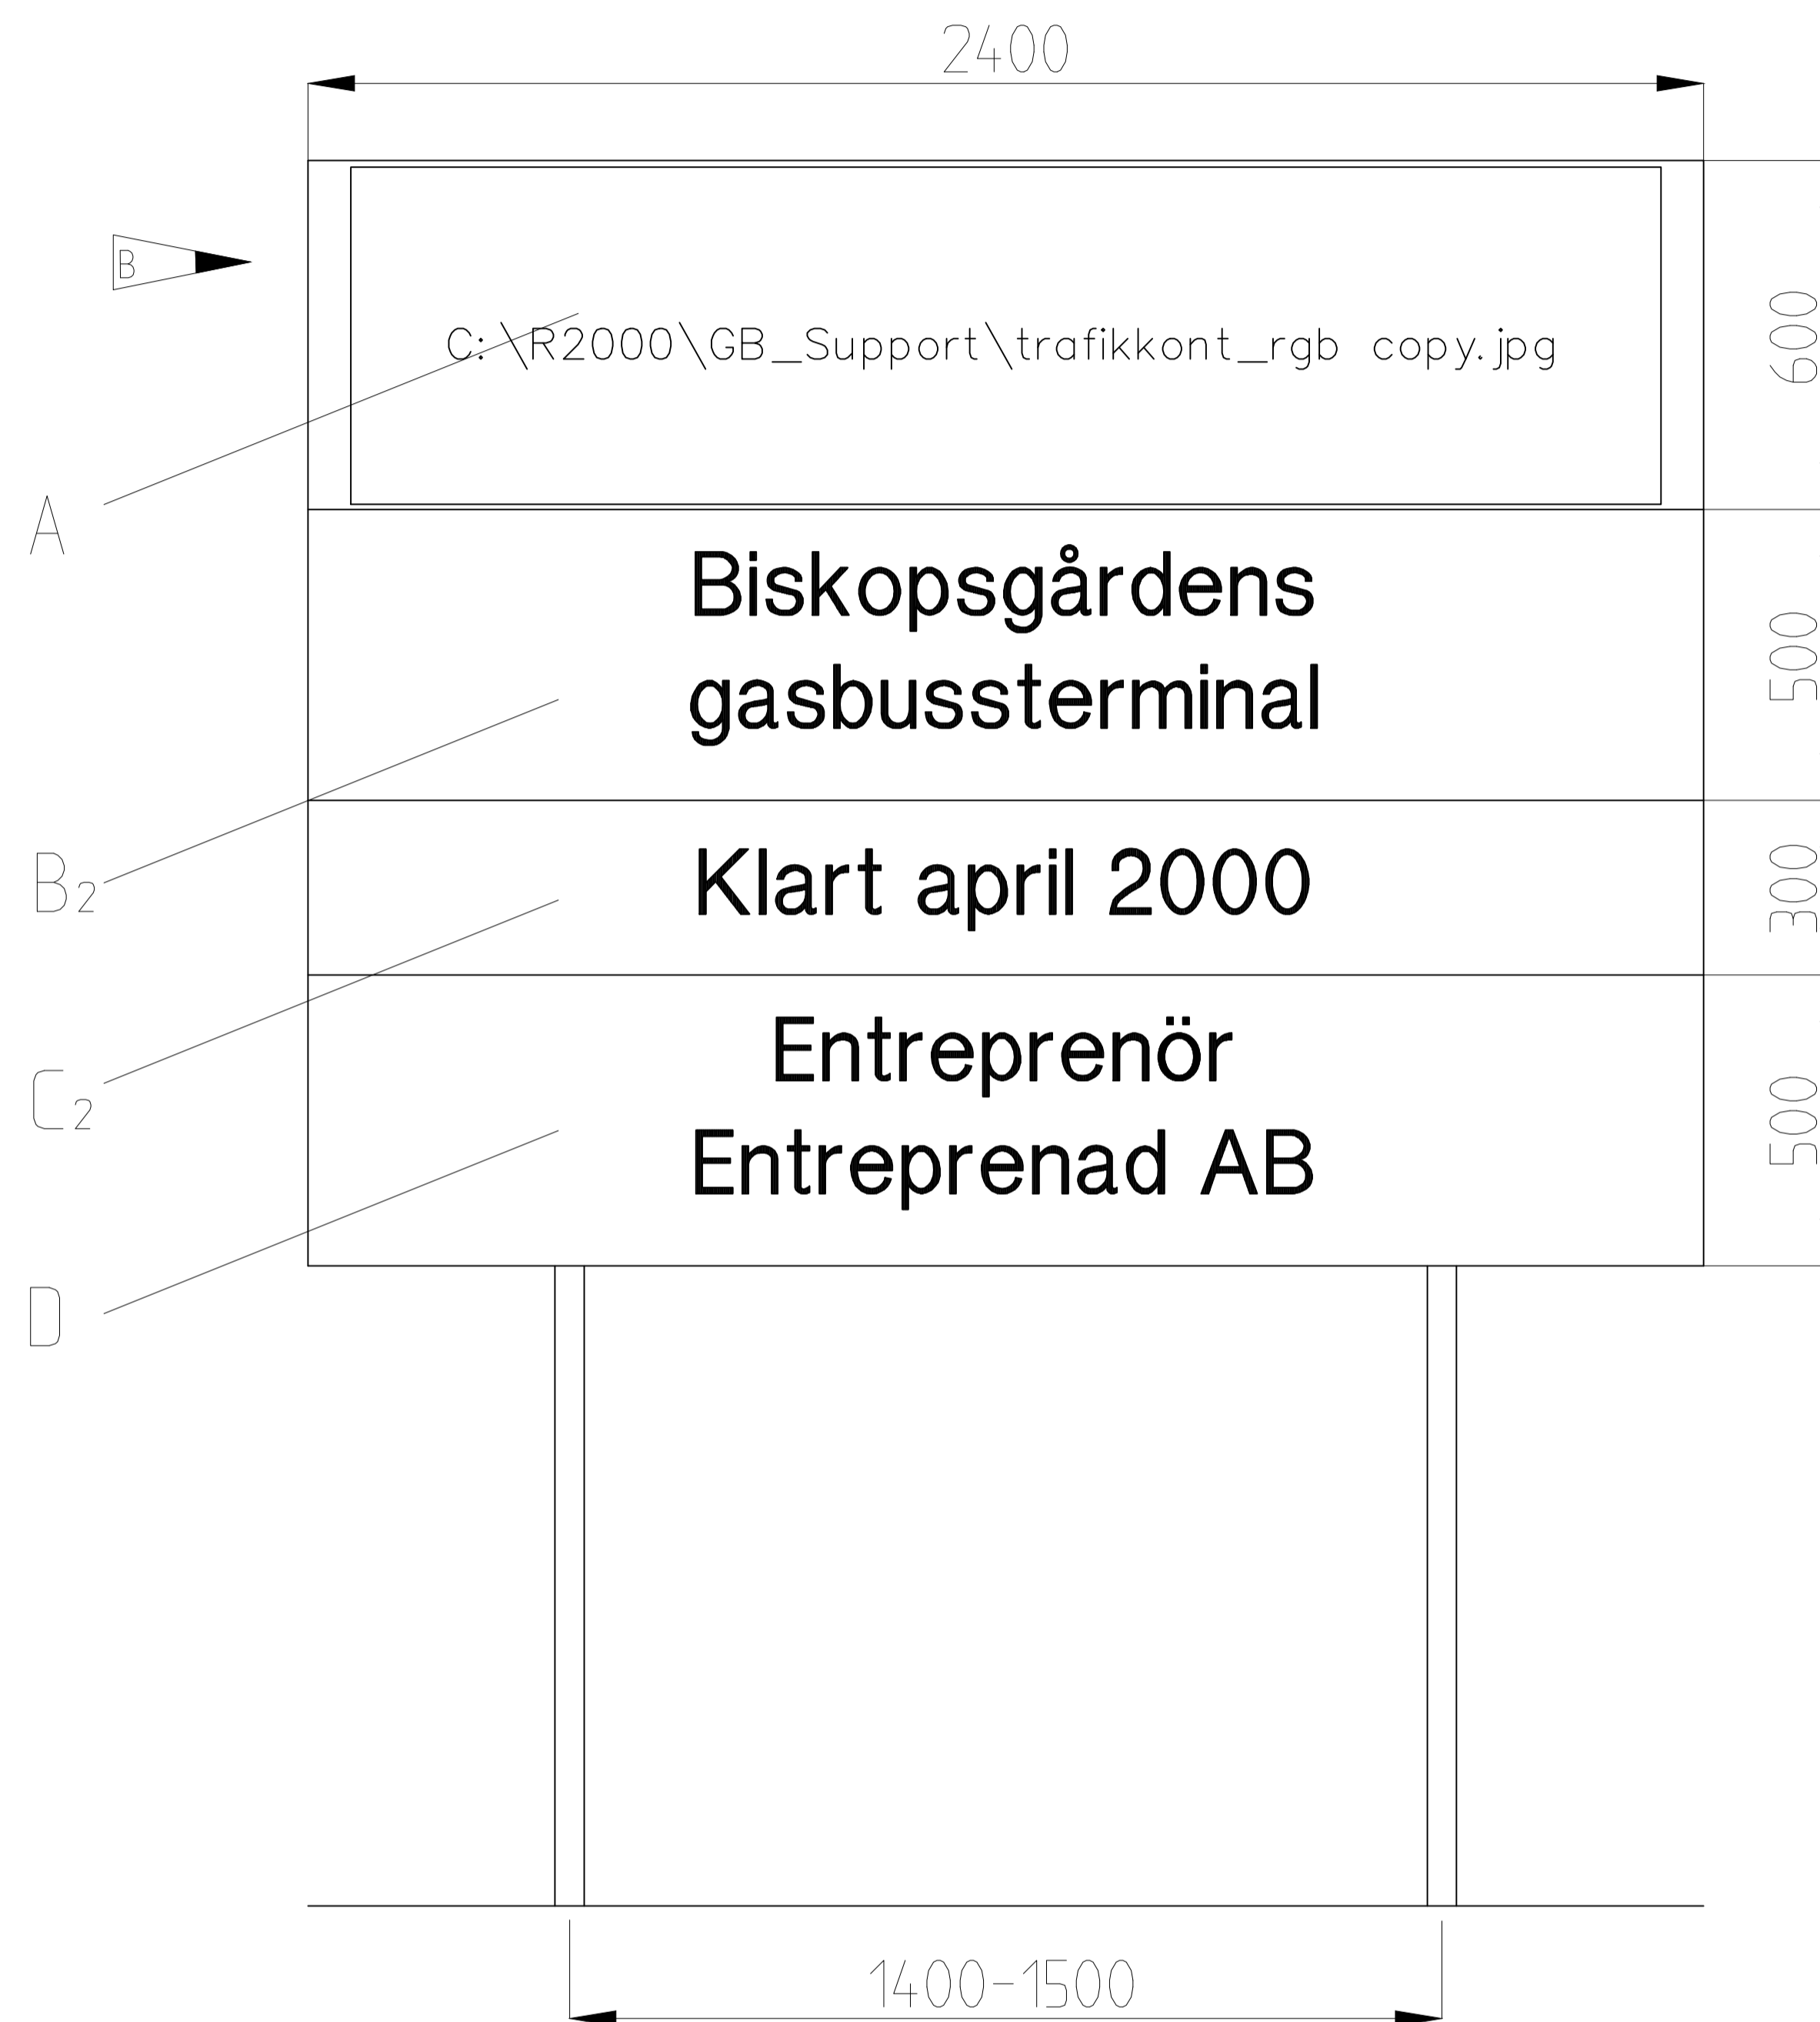 2400
B
600
C:\R2000\GB_Support\trafikkont_rgb copy.jpg
A
Biskopsgårdens
500
gasbussterminal
B2
Klart april 2000
300
C2
Entreprenör
500
Entreprenad AB
D
1400-1500